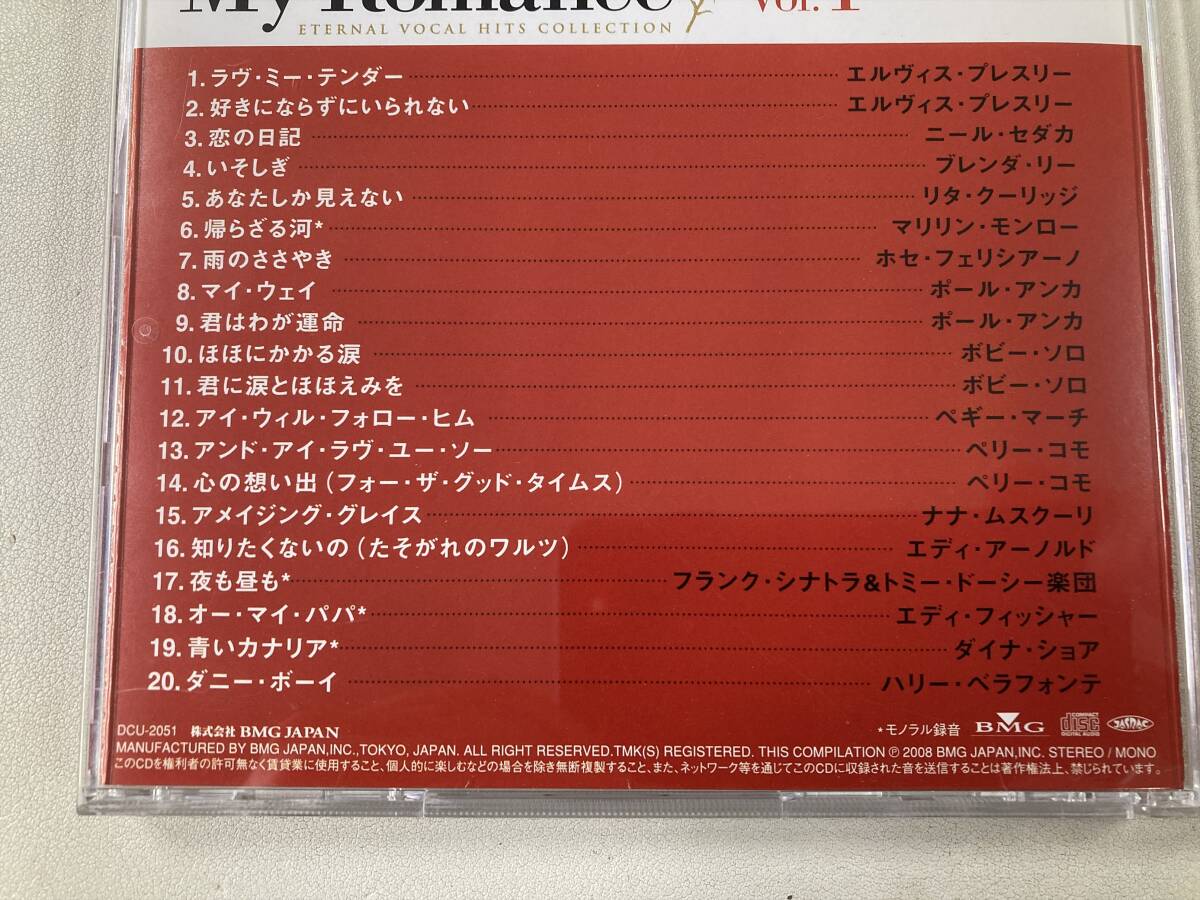 My Romance Vol.1
ETERNAL VOCAL HITS COLLECTION
1. ラヴ・ミー・テンダー エルヴィス・プレスリー
2. 好きにならずにいられない エルヴィス・プレスリー
3. 恋の日記 ニール・セダカ
4. いそしぎ ブレンダ・リー
5. あなたしか見えない リタ・クーリッジ
6. 帰らざる河* マリリン・モンロー
7. 雨のささやき ホセ・フェリシアーノ
8. マイ・ウェイ ポール・アンカ
9. 君はわが運命 ポール・アンカ
10. ほほにかかる涙 ボビー・ソロ
11. 君に涙とほほえみを ボビー・ソロ
12. アイ・ウィル・フォロー・ヒム ペギー・マーチ
13. アンド・アイ・ラヴ・ユー・ソー ペリー・コモ
14. 心の想い出（フォー・ザ・グッド・タイムス） ペリー・コモ
15. アメイジング・グレイス ナナ・ムスクーリ
16. 知りたくないの（たそがれのワルツ） エディ・アーノルド
17. 夜も昼も* フランク・シナトラ&トミー・ドーシー楽団
18. オー・マイ・パパ* エディ・フィッシャー
19. 青いカナリア* ダイナ・ショア
20. ダニー・ボーイ ハリー・ベラフォンテ
DCU-2051 株式会社 BMG JAPAN *モノラル録音 BMG COMPACT disc DIGITAL AUDIO JASRAC
MANUFACTURED BY BMG JAPAN,INC.,TOKYO, JAPAN. ALL RIGHT RESERVED.TMK(S) REGISTERED. THIS COMPILATION ℗ 2008 BMG JAPAN,INC. STEREO / MONO
このCDを権利者の許可無なく賃貸業に使用すること、個人的に楽しむなどの場合を除き無断複製すること、また、ネットワーク等を通じてこのCDに収録された音を送信することは著作権法上、禁じられています。